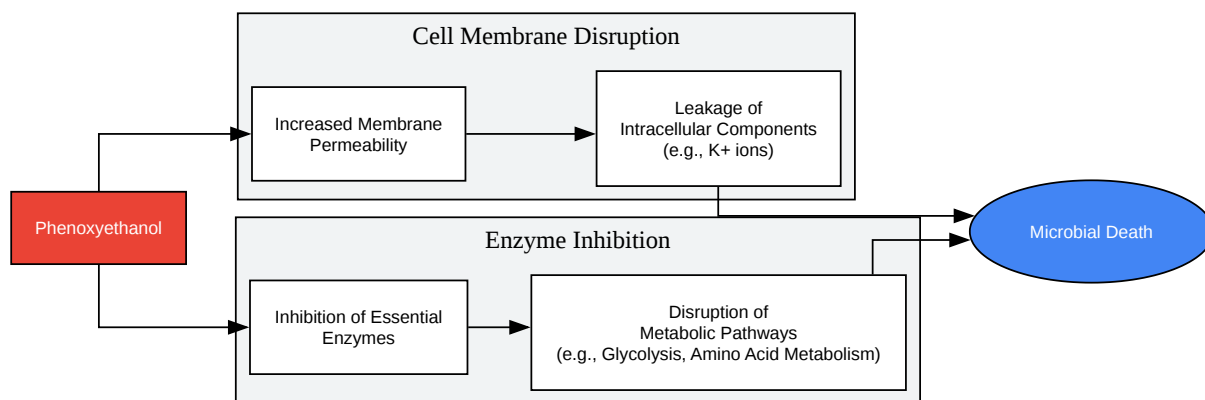 Cell Membrane Disruption
Increased Membrane
Permeability
Leakage of
Intracellular Components
(e.g., K+ ions)
Phenoxyethanol
Microbial Death
Enzyme Inhibition
Inhibition of Essential
Enzymes
Disruption of
Metabolic Pathways
(e.g., Glycolysis, Amino Acid Metabolism)